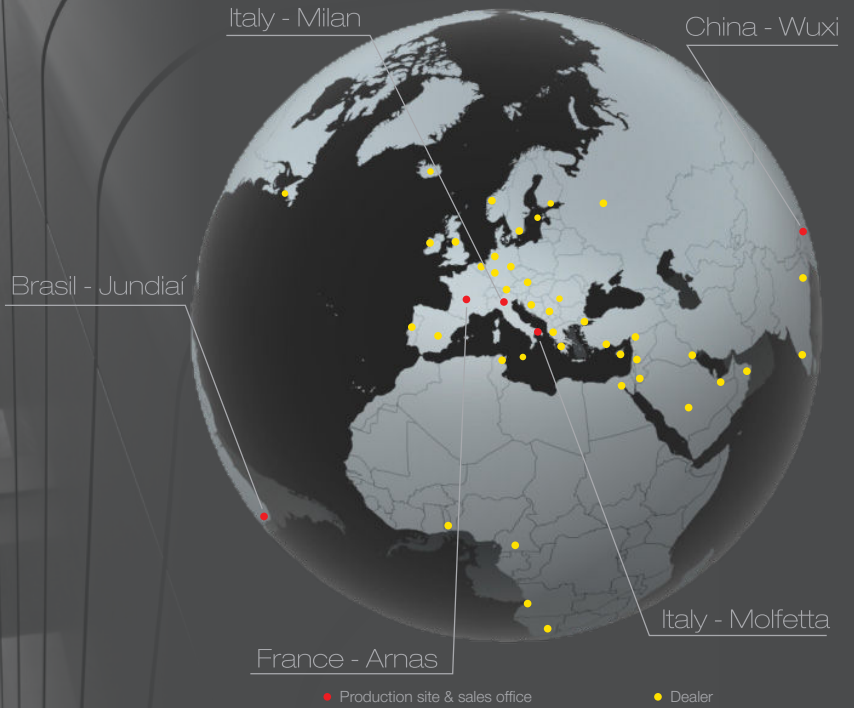 Italy - Milan
China - Wuxi
Brasil - Jundiaí
Italy - Molfetta
France - Arnas
Production site & sales office
Dealer